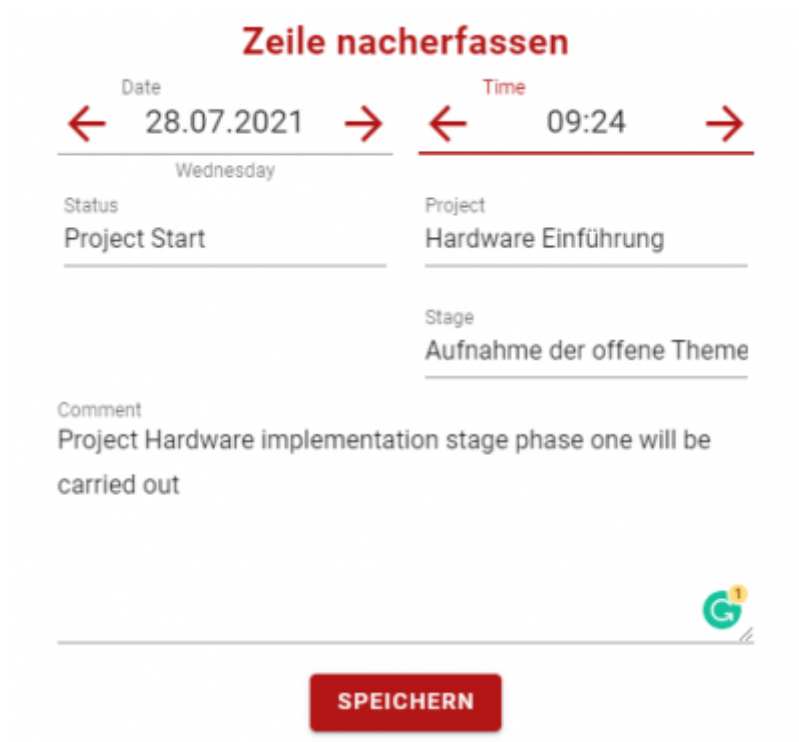 Zeile nacherfassen
Date
Time
28.07.2021
09:24
Wednesday
Status
Project
Project Start
Hardware Einführung
Stage
Aufnahme der offene Theme
Comment
Project Hardware implementation stage phase one will be
carried out
1
SPEICHERN